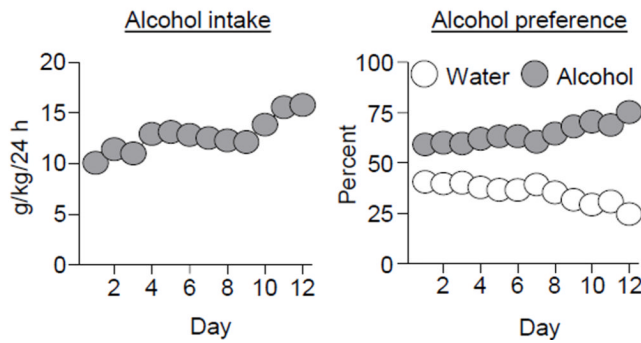 Alcohol intake
20
15
10
5
0
g/kg/24 h
2 4 6 8 10 12
Day
Alcohol preference
100
75
50
25
0
Percent
Water Alcohol
2 4 6 8 10 12
Day